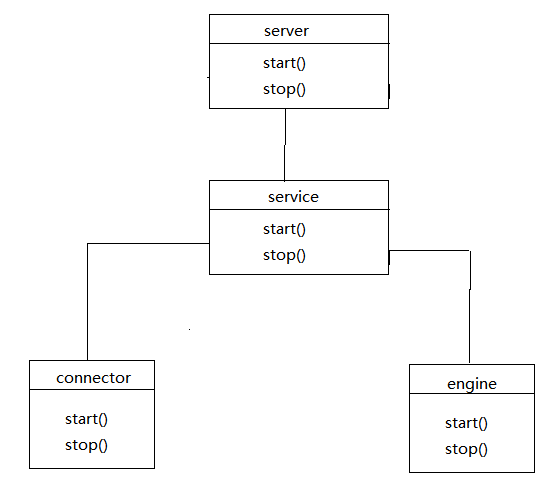 server
start()
stop()
service
start()
stop()
connector
start()
stop()
engine
start()
stop()